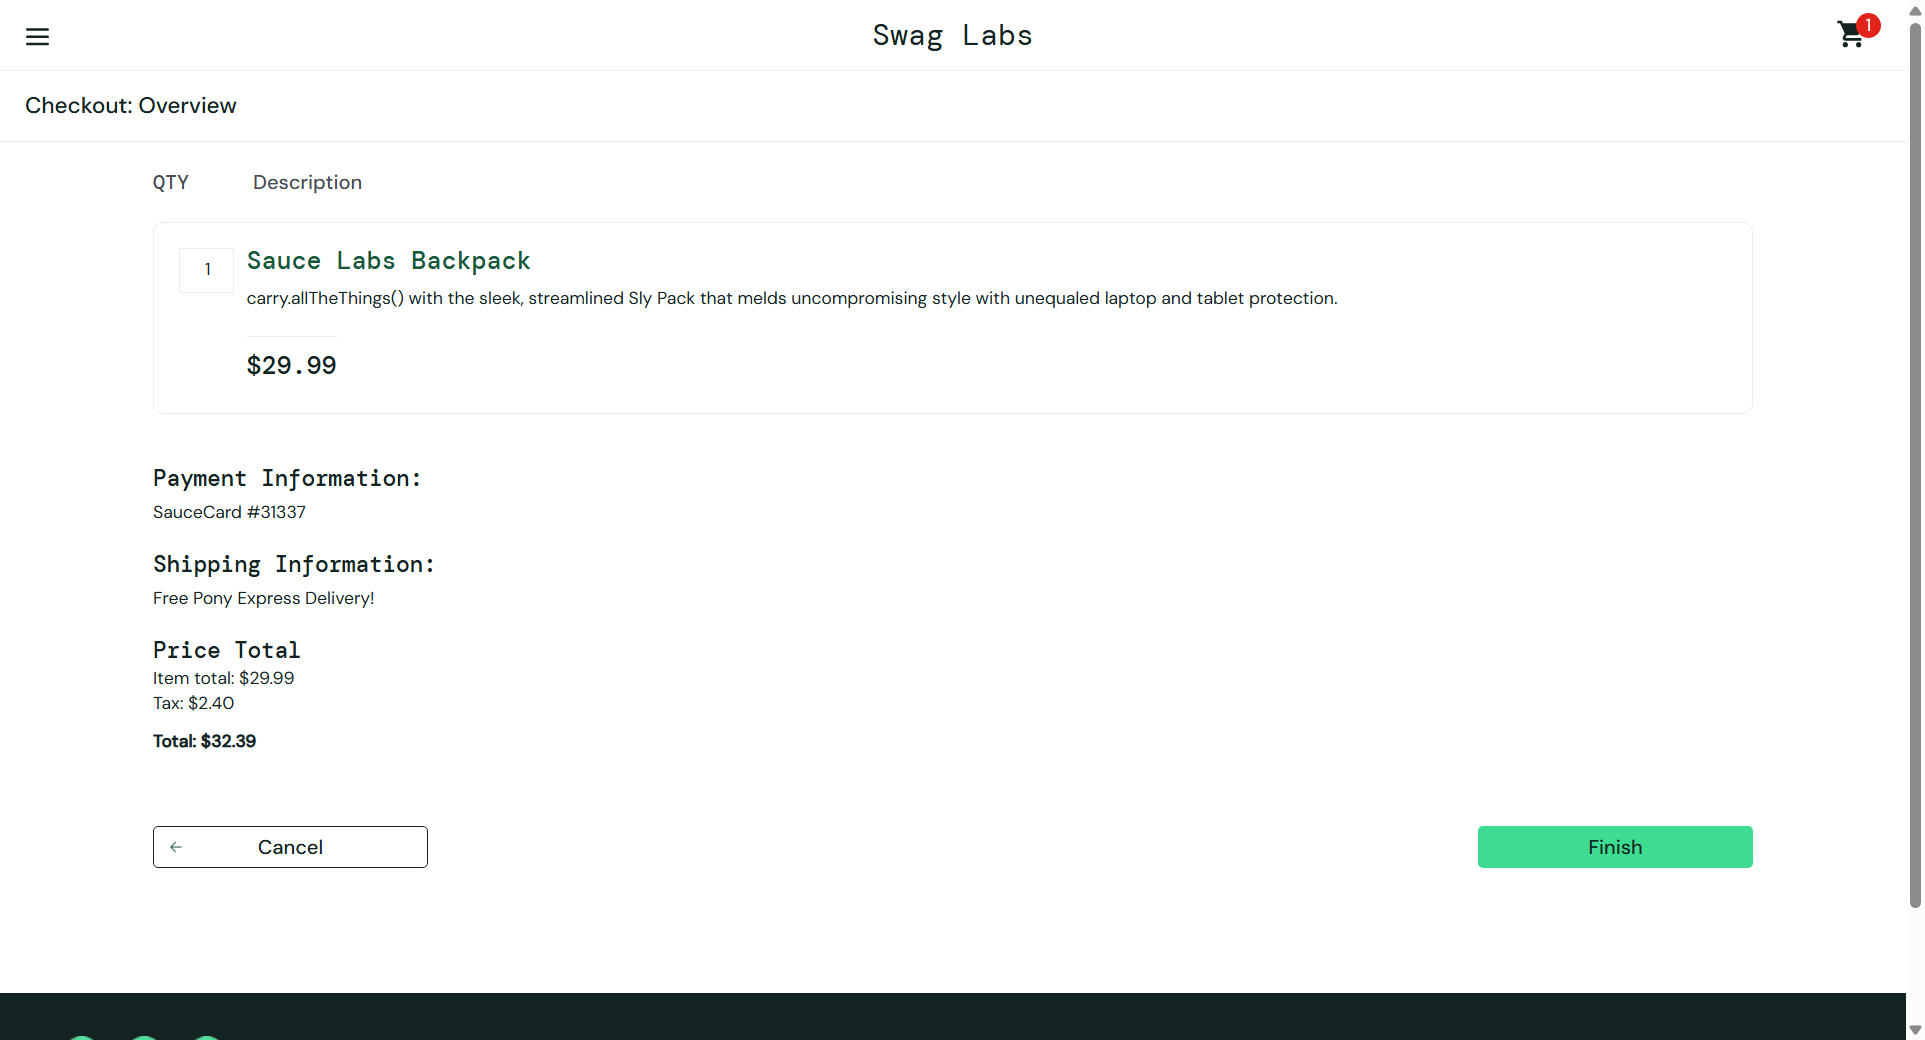 Swag Labs
1
Checkout: Overview
QTY Description
1
Sauce Labs Backpack
carry.allTheThings() with the sleek, streamlined Sly Pack that melds uncompromising style with unequaled laptop and tablet protection.
$29.99
Payment Information:
SauceCard #31337
Shipping Information:
Free Pony Express Delivery!
Price Total
Item total: $29.99
Tax: $2.40
Total: $32.39
Cancel
Finish